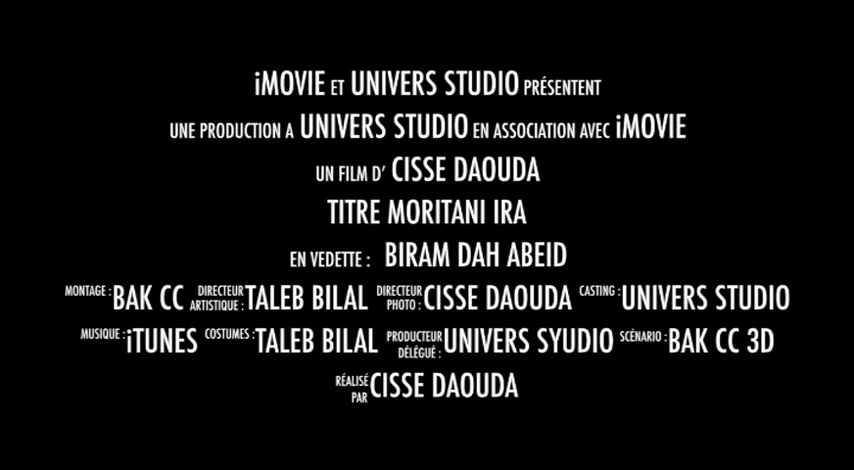 iMOVIE ET UNIVERS STUDIO PRÉSENTENT
UNE PRODUCTION A UNIVERS STUDIO EN ASSOCIATION AVEC iMOVIE
UN FILM D’ CISSE DAOUDA
TITRE MORITANI IRA
EN VEDETTE : BIRAM DAH ABEID
MONTAGE : BAK CC DIRECTEUR ARTISTIQUE : TALEB BILAL DIRECTEUR PHOTO : CISSE DAOUDA CASTING : UNIVERS STUDIO
MUSIQUE : iTUNES COSTUMES : TALEB BILAL PRODUCTEUR DÉLÉGUÉ : UNIVERS SYUDIO SCÉNARIO : BAK CC 3D
RÉALISÉ PAR CISSE DAOUDA